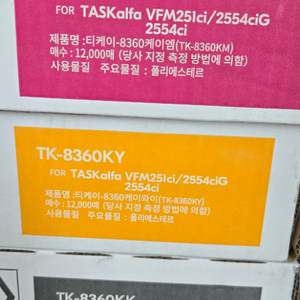 FOR TASKalfa VFM251ci/2554ciG
2554ci
제품명:티케이-8360케이엠(TK-8360KM)
매수 : 12,000매 (당사 지정 측정 방법에 의함)
사용물질 주요물질 : 폴리에스테르
TK-8360KY
FOR TASKalfa VFM251ci/2554ciG
2554ci
제품명 :티케이-8360케이와이(TK-8360KY)
매수 : 12,000매 (당사 지정 측정 방법에 의함)
사용물질 주요물질 : 폴리에스테르
TK-8360KK